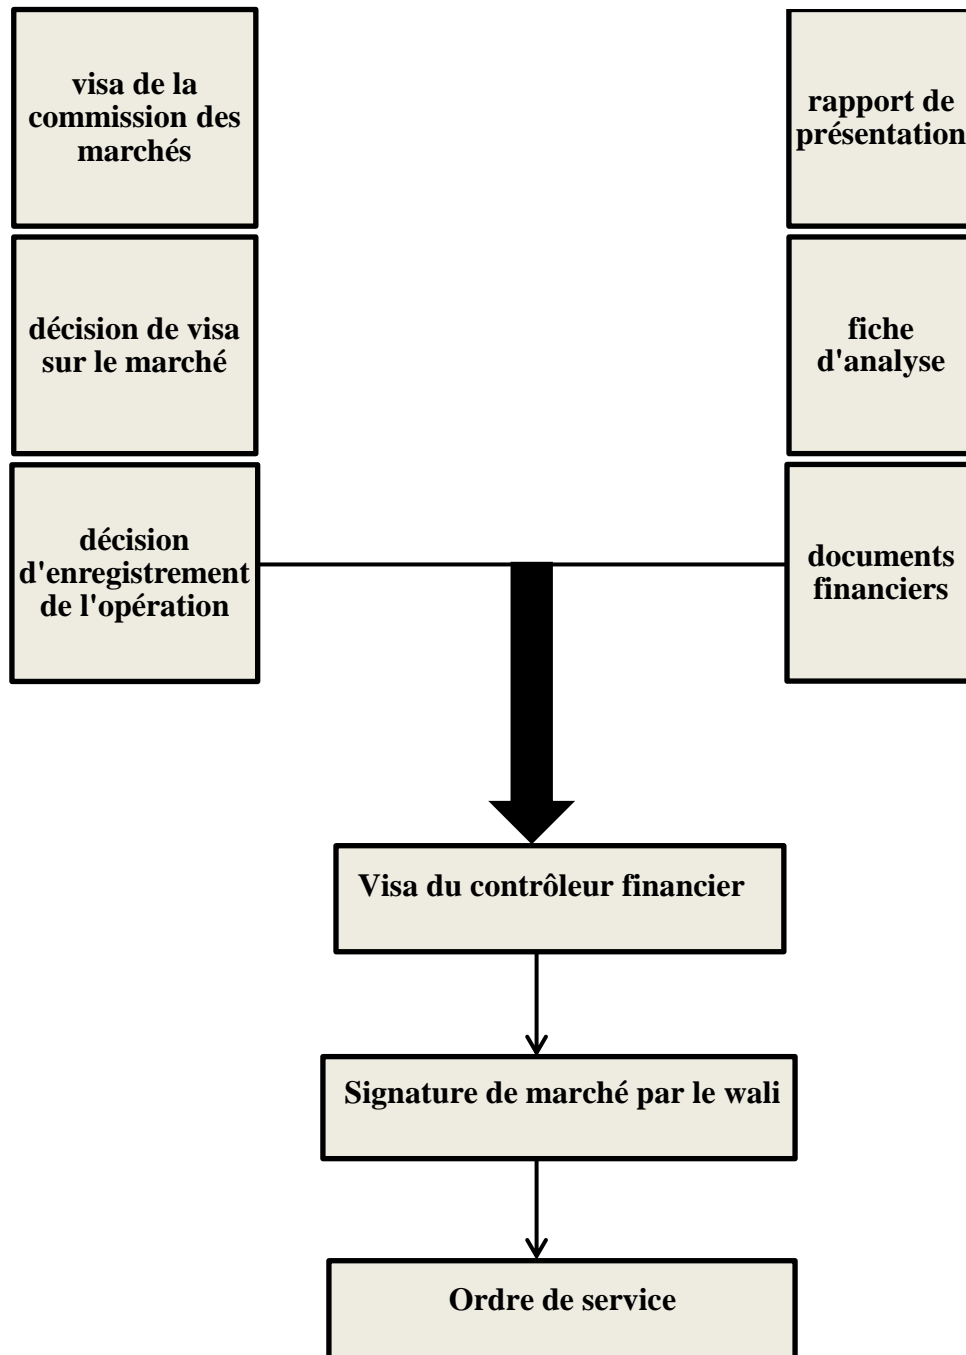 visa de la
commission des
marchés
rapport de
présentation
décision de visa
sur le marché
fiche
d'analyse
décision
d'enregistrement
de l'opération
documents
financiers
Visa du contrôleur financier
Signature de marché par le wali
Ordre de service